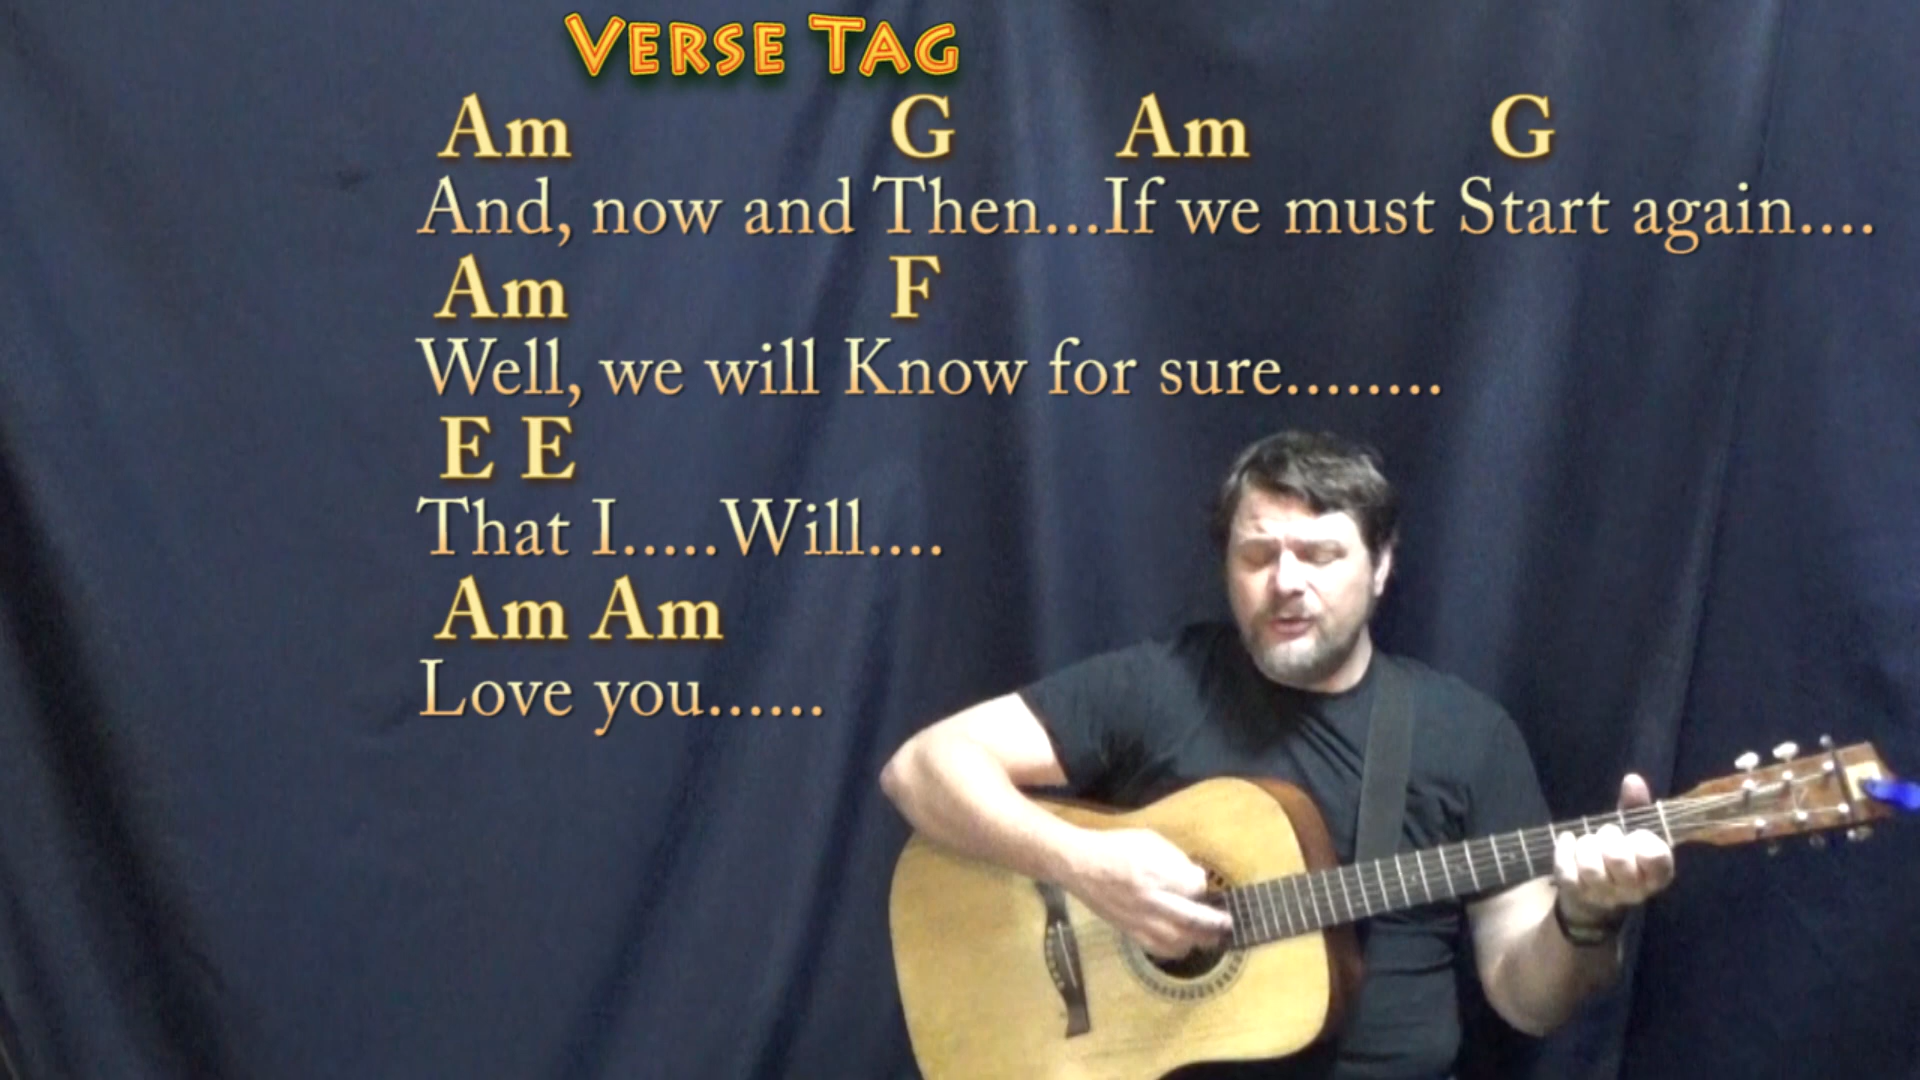 VERSE TAG
Am G Am G
And, now and Then...If we must Start again....
Am F
Well, we will Know for sure........
E E
That I.....Will....
Am Am
Love you......